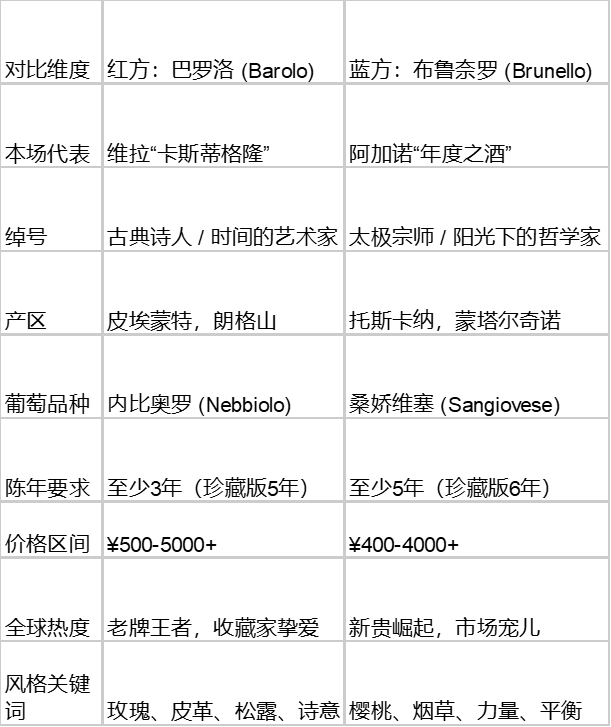 对比维度 红方：巴罗洛 (Barolo) 蓝方：布鲁奈罗 (Brunello)
本场代表 维拉“卡斯蒂格隆” 阿加诺“年度之酒”
绰号 古典诗人 / 时间的艺术家 太极宗师 / 阳光下的哲学家
产区 皮埃蒙特，朗格山 托斯卡纳，蒙塔尔奇诺
葡萄品种 内比奥罗 (Nebbiolo) 桑娇维塞 (Sangiovese)
陈年要求 至少3年（珍藏版5年） 至少5年（珍藏版6年）
价格区间 ¥500-5000+ ¥400-4000+
全球热度 老牌王者，收藏家挚爱 新贵崛起，市场宠儿
风格关键
词 玫瑰、皮革、松露、诗意 樱桃、烟草、力量、平衡